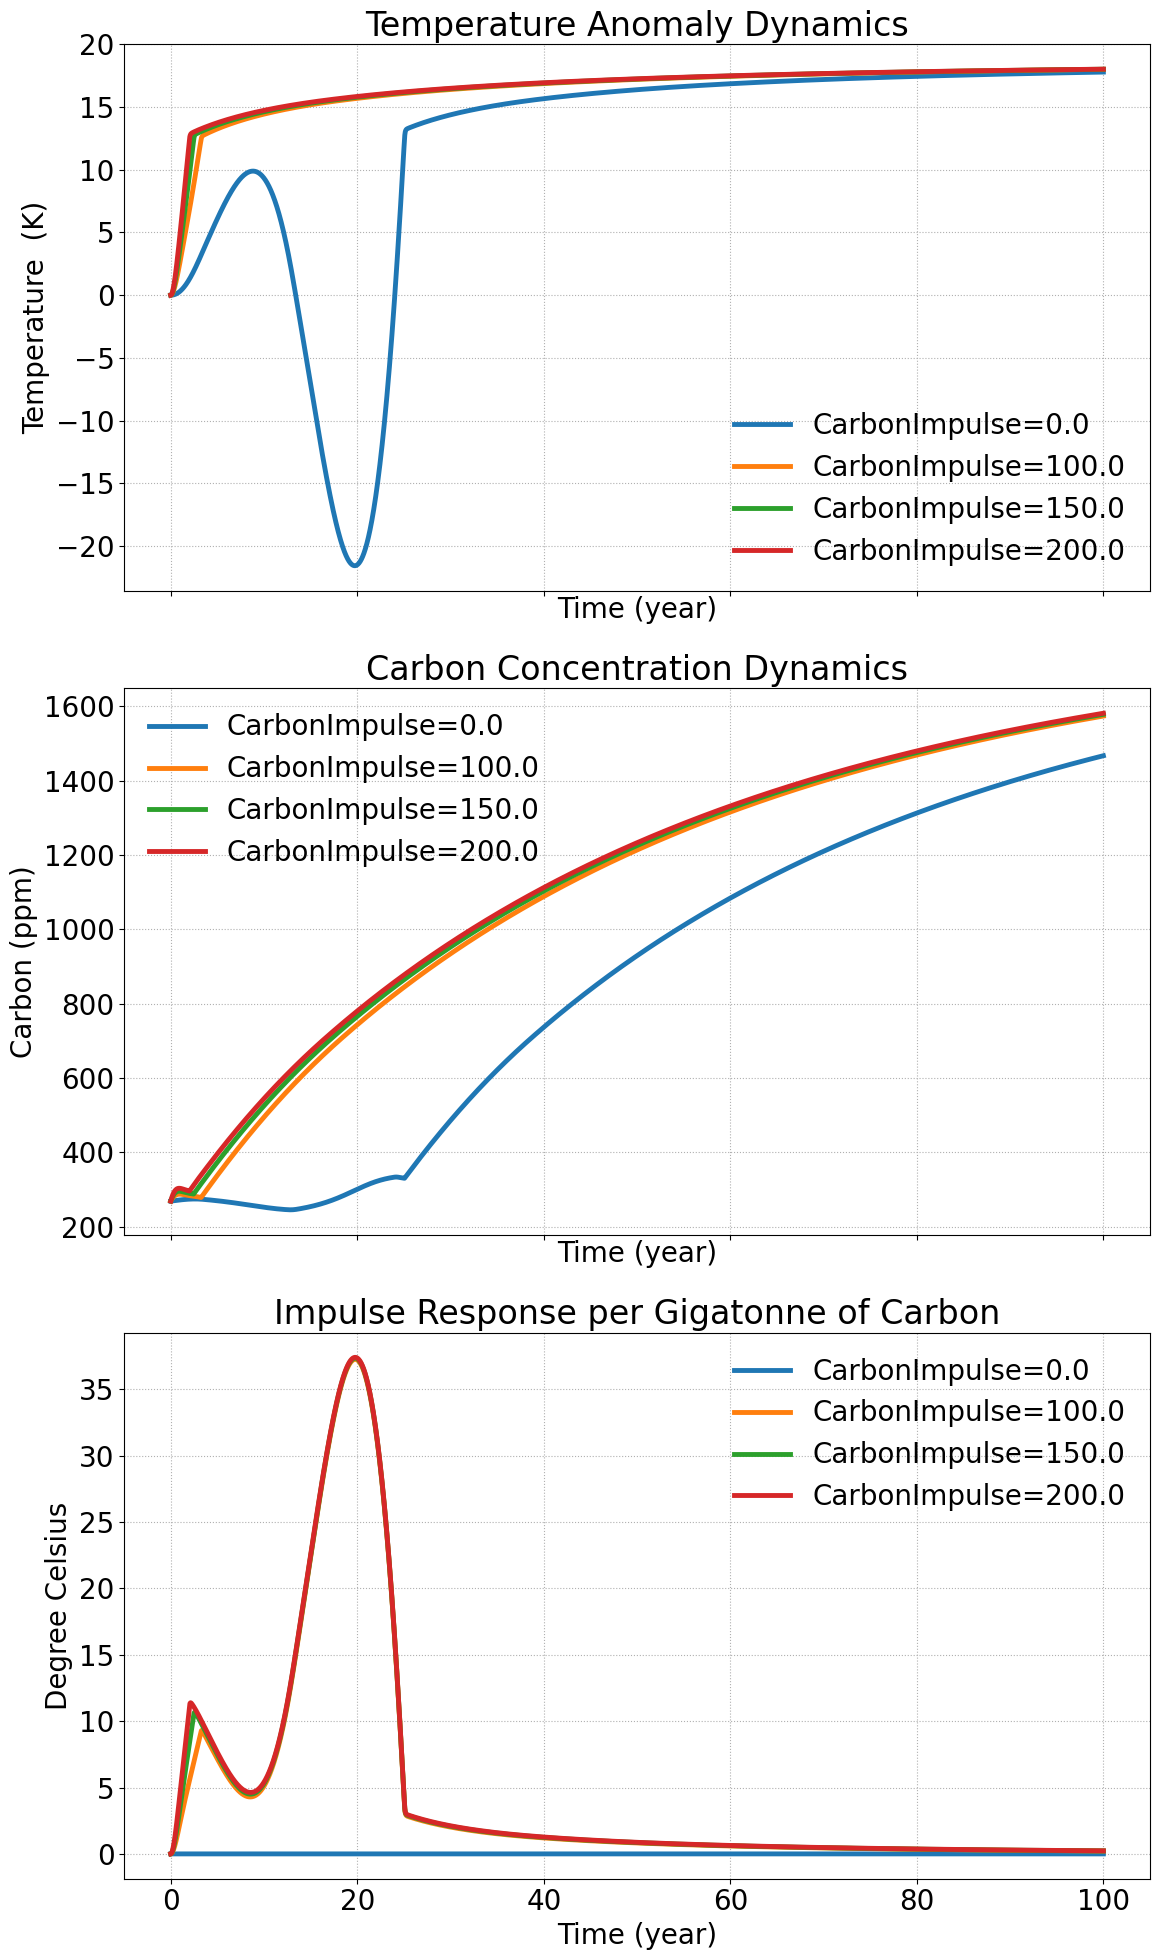 Temperature Anomaly Dynamics
20
15
10
5
0
−5
−10
−15
−20
Temperature  (K)
CarbonImpulse=0.0
CarbonImpulse=100.0
CarbonImpulse=150.0
CarbonImpulse=200.0
Time (year)
Carbon Concentration Dynamics
1600
1400
1200
1000
800
600
400
200
Carbon (ppm)
CarbonImpulse=0.0
CarbonImpulse=100.0
CarbonImpulse=150.0
CarbonImpulse=200.0
Time (year)
Impulse Response per Gigatonne of Carbon
35
30
25
20
15
10
5
0
Degree Celsius
CarbonImpulse=0.0
CarbonImpulse=100.0
CarbonImpulse=150.0
CarbonImpulse=200.0
0 20 40 60 80 100
Time (year)